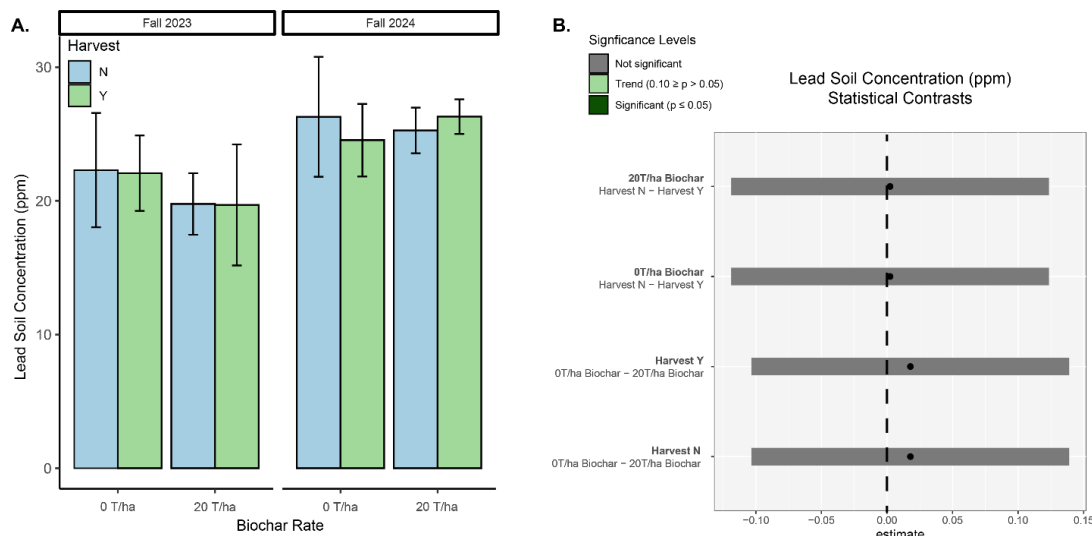 A.
Fall 2023
Fall 2024
Harvest
N
Y
Lead Soil Concentration (ppm)
30
20
10
0
0 T/ha
20 T/ha
0 T/ha
20 T/ha
Biochar Rate
B.
Signficance Levels
Not significant
Trend (0.10 ≥ p > 0.05)
Significant (p ≤ 0.05)
Lead Soil Concentration (ppm)
Statistical Contrasts
20T/ha Biochar
Harvest N − Harvest Y
0T/ha Biochar
Harvest N − Harvest Y
Harvest Y
0T/ha Biochar − 20T/ha Biochar
Harvest N
0T/ha Biochar − 20T/ha Biochar
−0.10
−0.05
0.00
0.05
0.10
0.15
estimate